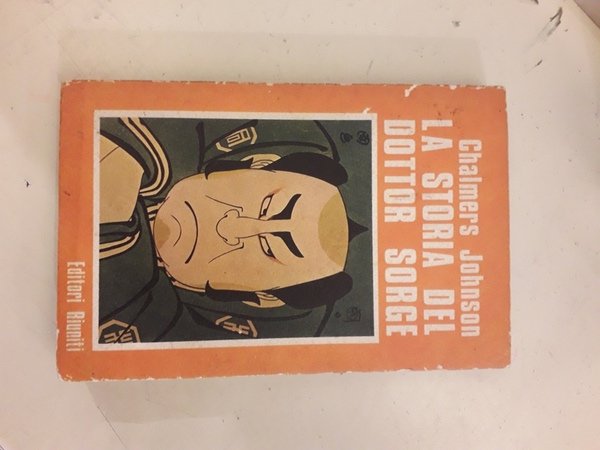 Chalmers Johnson
LA STORIA DEL
DOTTOR SORGE
Editori Riuniti